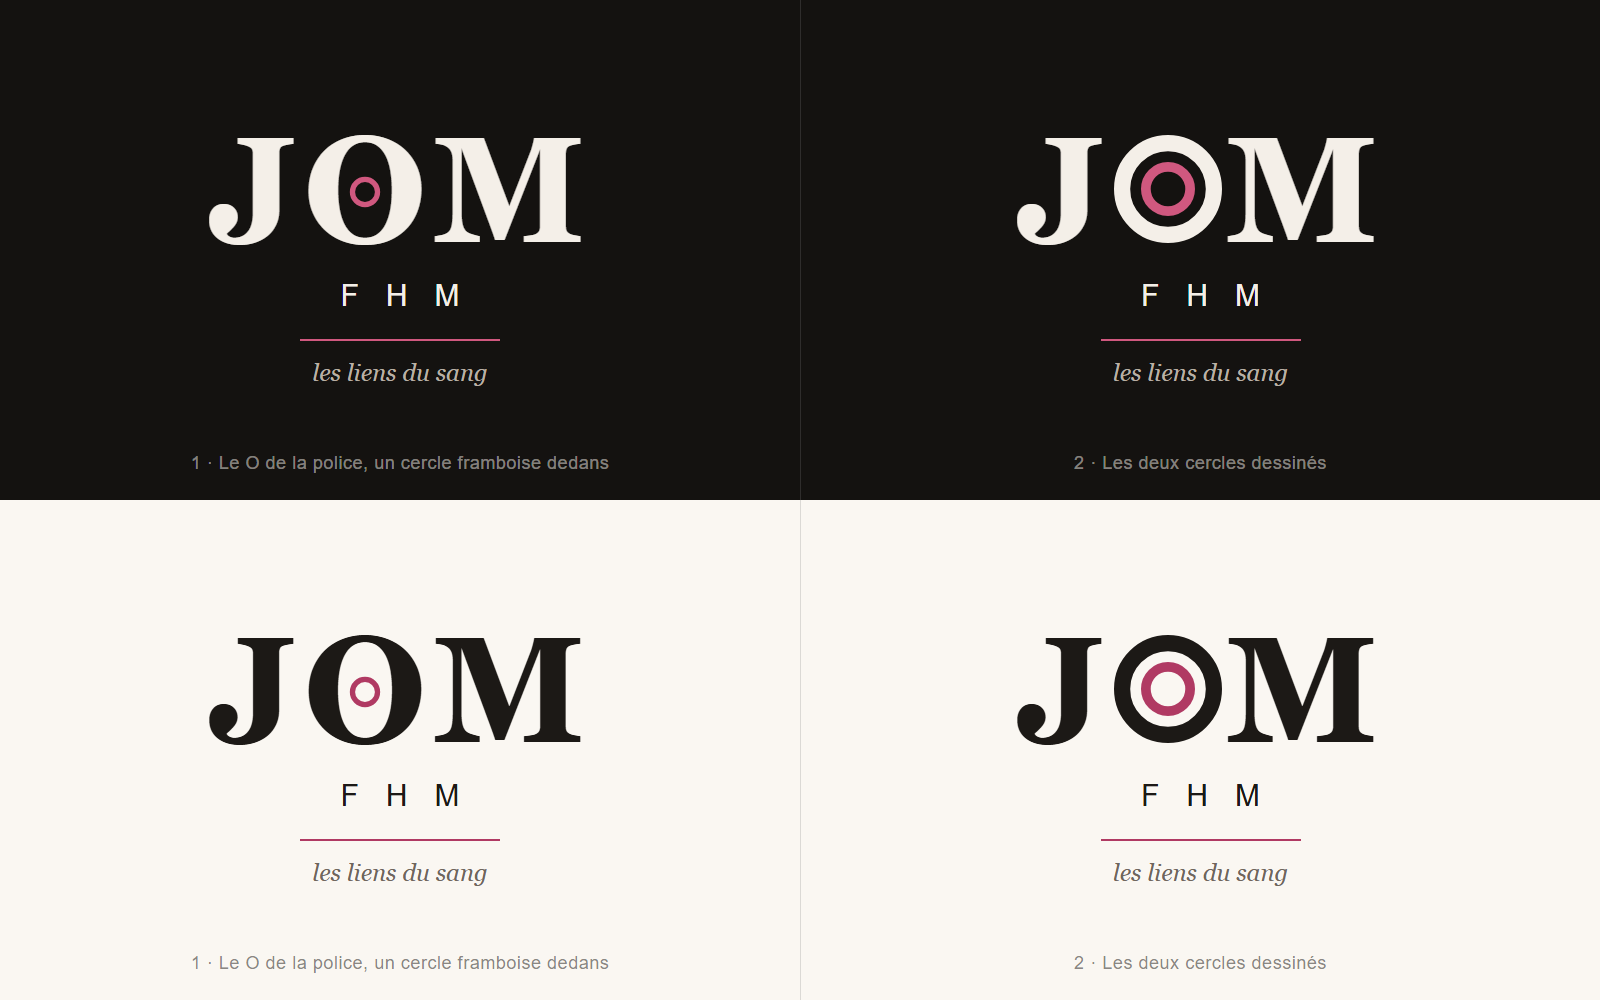 JOM
F H M
les liens du sang
1 · Le O de la police, un cercle framboise dedans
JOM
F H M
les liens du sang
2 · Les deux cercles dessinés
JOM
F H M
les liens du sang
1 · Le O de la police, un cercle framboise dedans
JOM
F H M
les liens du sang
2 · Les deux cercles dessinés